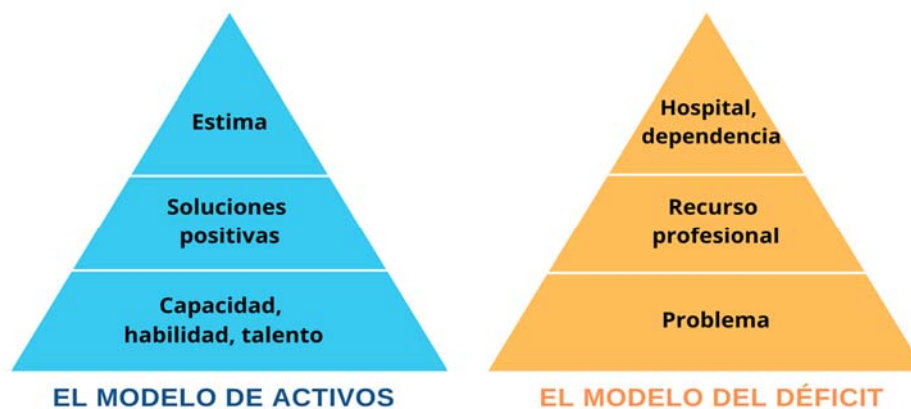 Estima
Soluciones
positivas
Capacidad,
habilidad, talento
EL MODELO DE ACTIVOS
Hospital,
dependencia
Recurso
profesional
Problema
EL MODELO DEL DÉFICIT